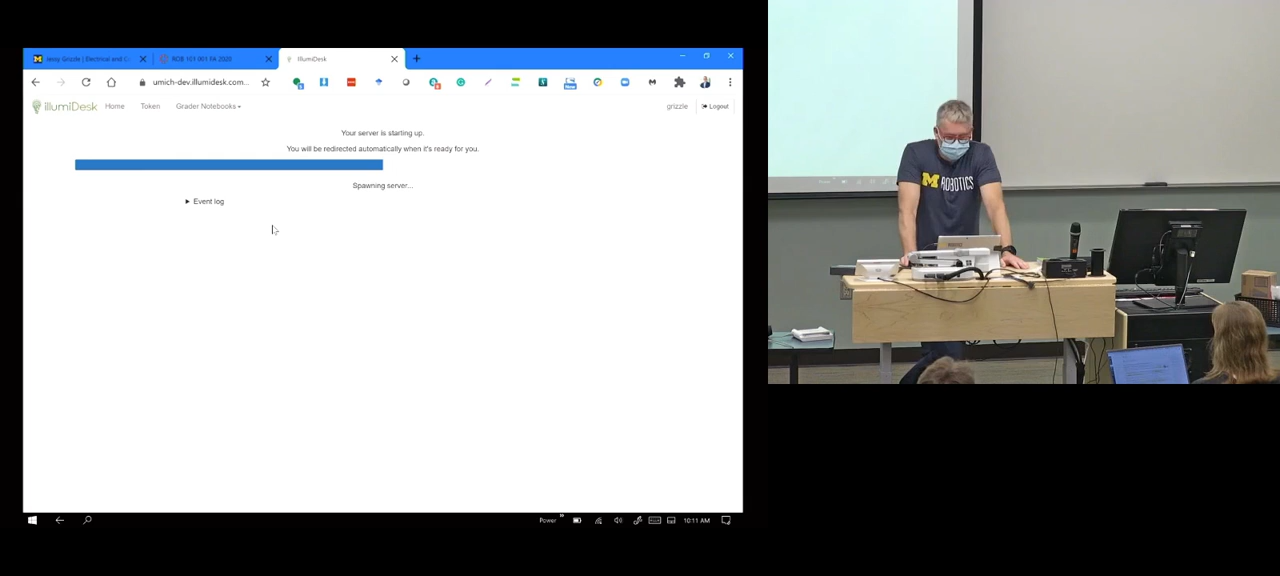 ROB 101 001 FA 2020
IllumiDesk
umich-dev.illumidesk.com...
illumiDesk
Home
Token
Grader Notebooks
grizzle
Logout
Your server is starting up.
You will be redirected automatically when it's ready for you.
Spawning server...
Event log
Power
10:11 AM
M ROBOTICS